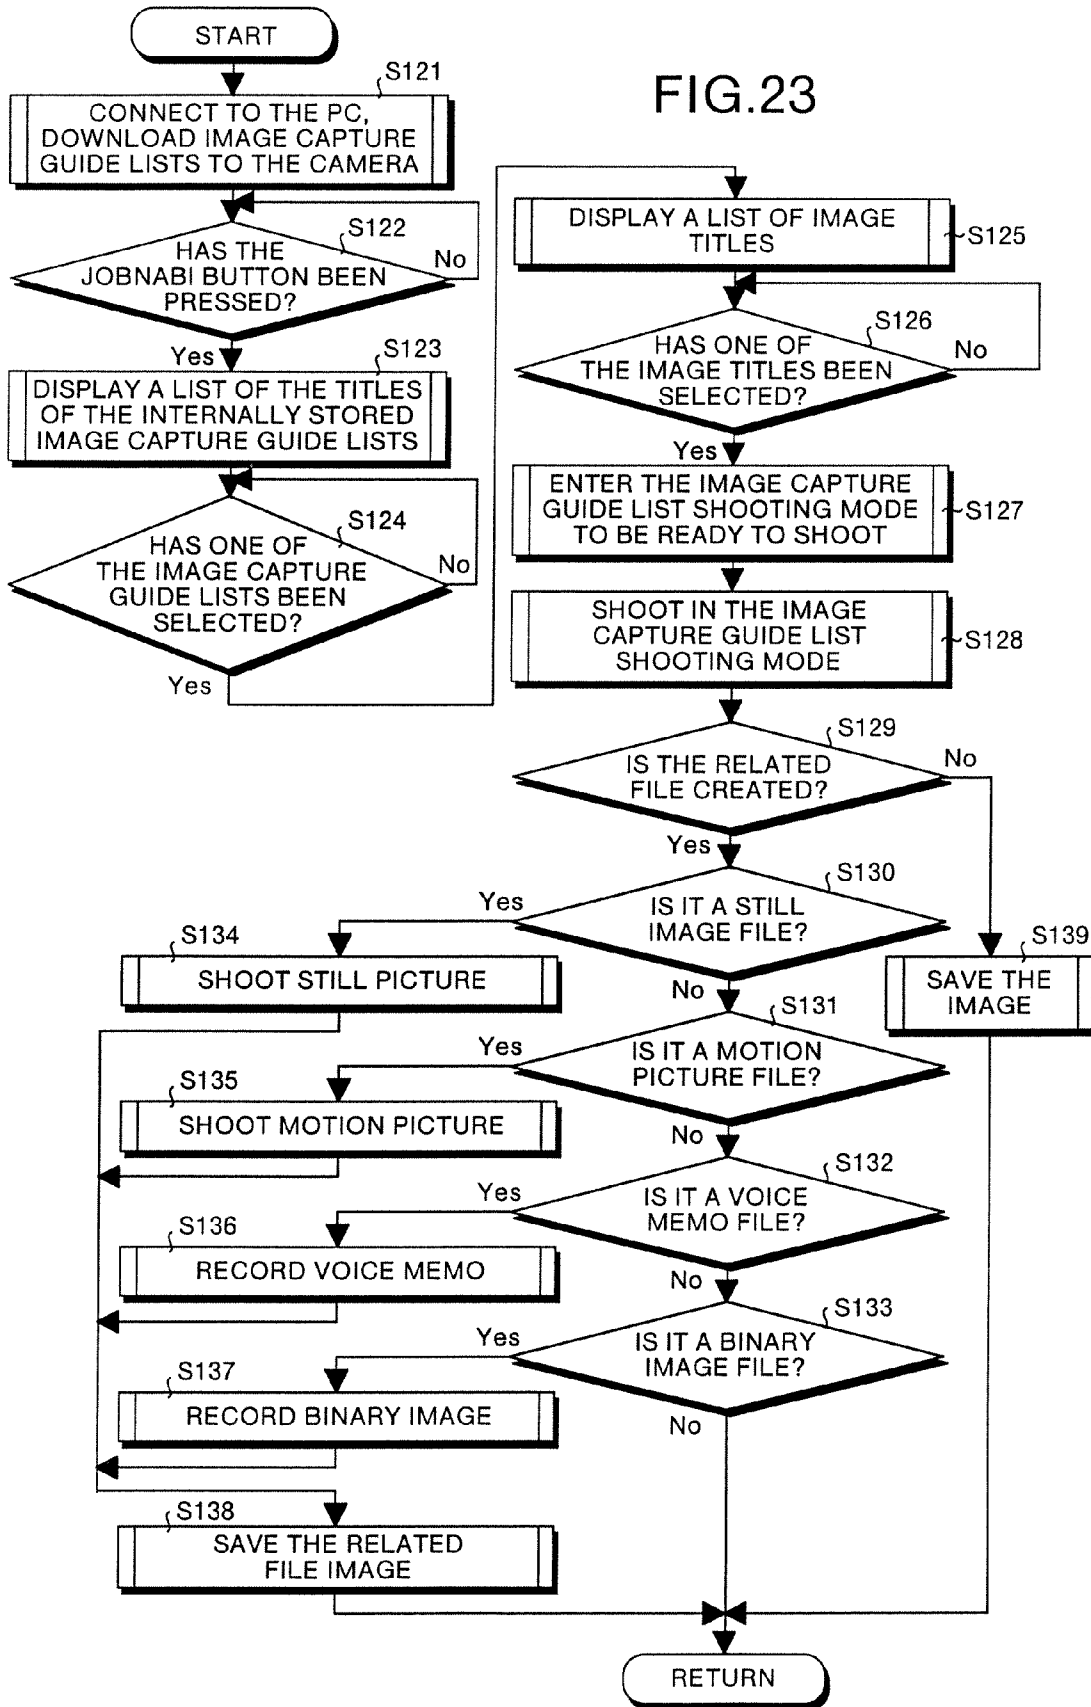 START
S121
CONNECT TO THE PC,
DOWNLOAD IMAGE CAPTURE
GUIDE LISTS TO THE CAMERA
S122
HAS THE
JOBNABI BUTTON BEEN
PRESSED?
No
Yes
S123
DISPLAY A LIST OF THE TITLES
OF THE INTERNALLY STORED
IMAGE CAPTURE GUIDE LISTS
S124
HAS ONE OF
THE IMAGE CAPTURE
GUIDE LISTS BEEN
SELECTED?
No
Yes
FIG.23
DISPLAY A LIST OF IMAGE
TITLES
S125
S126
HAS ONE OF
THE IMAGE TITLES BEEN
SELECTED?
No
Yes
ENTER THE IMAGE CAPTURE
GUIDE LIST SHOOTING MODE
TO BE READY TO SHOOT
S127
SHOOT IN THE IMAGE
CAPTURE GUIDE LIST
SHOOTING MODE
S128
S129
IS THE RELATED
FILE CREATED?
No
Yes
S130
IS IT A STILL
IMAGE FILE?
Yes
No
S134
SHOOT STILL PICTURE
S139
SAVE THE
IMAGE
S131
IS IT A MOTION
PICTURE FILE?
Yes
No
S135
SHOOT MOTION PICTURE
S132
IS IT A VOICE
MEMO FILE?
Yes
No
S136
RECORD VOICE MEMO
S133
IS IT A BINARY
IMAGE FILE?
Yes
No
S137
RECORD BINARY IMAGE
S138
SAVE THE RELATED
FILE IMAGE
RETURN